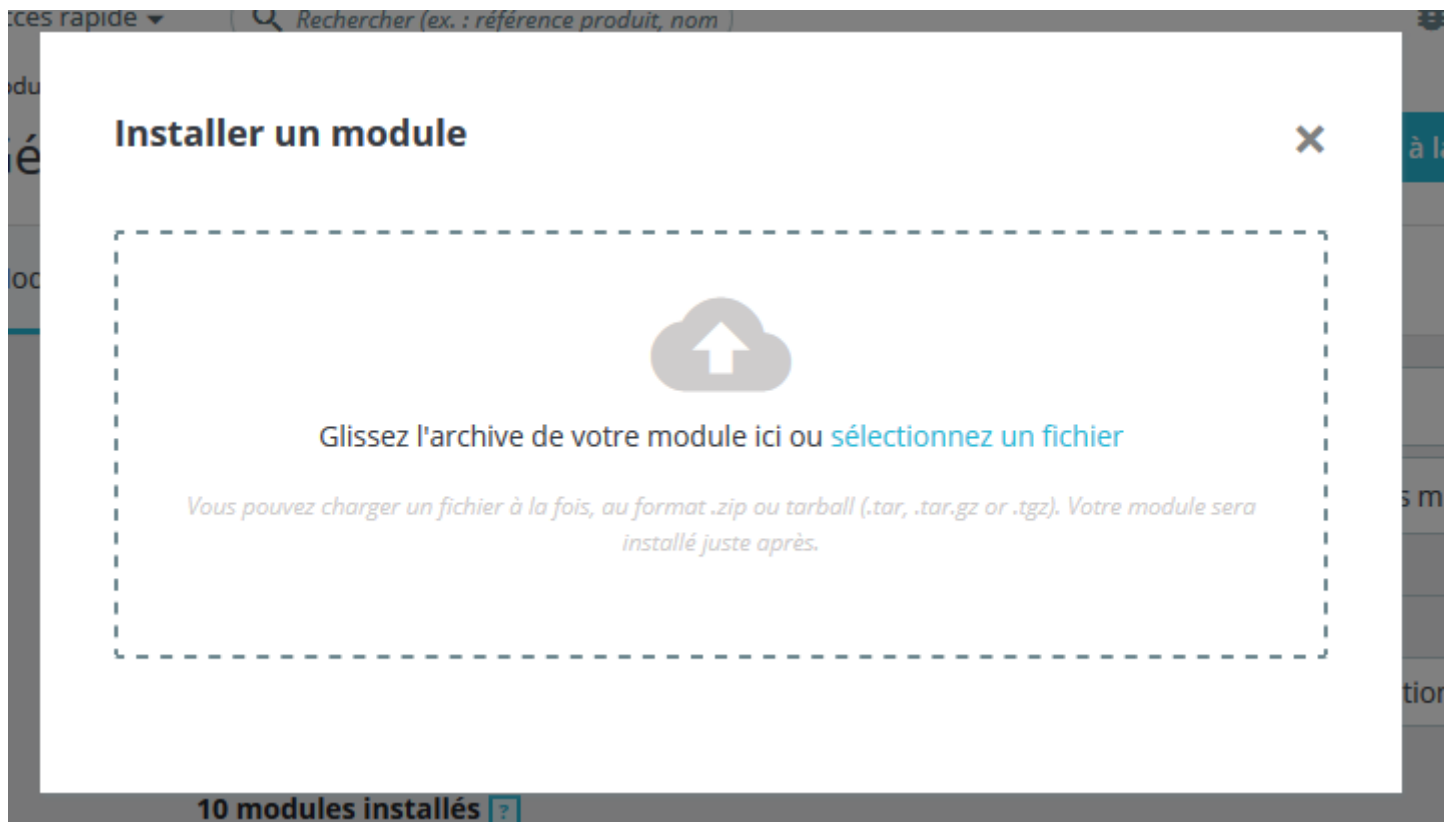 rapide
Rechercher (ex. : référence produit, nom
Installer un module
à la
Glissez l'archive de votre module ici ou sélectionnez un fichier
Vous pouvez charger un fichier à la fois, au format .zip ou tarball (.tar, .tar.gz or .tgz). Votre module sera
installé juste après.
10 modules installés ?